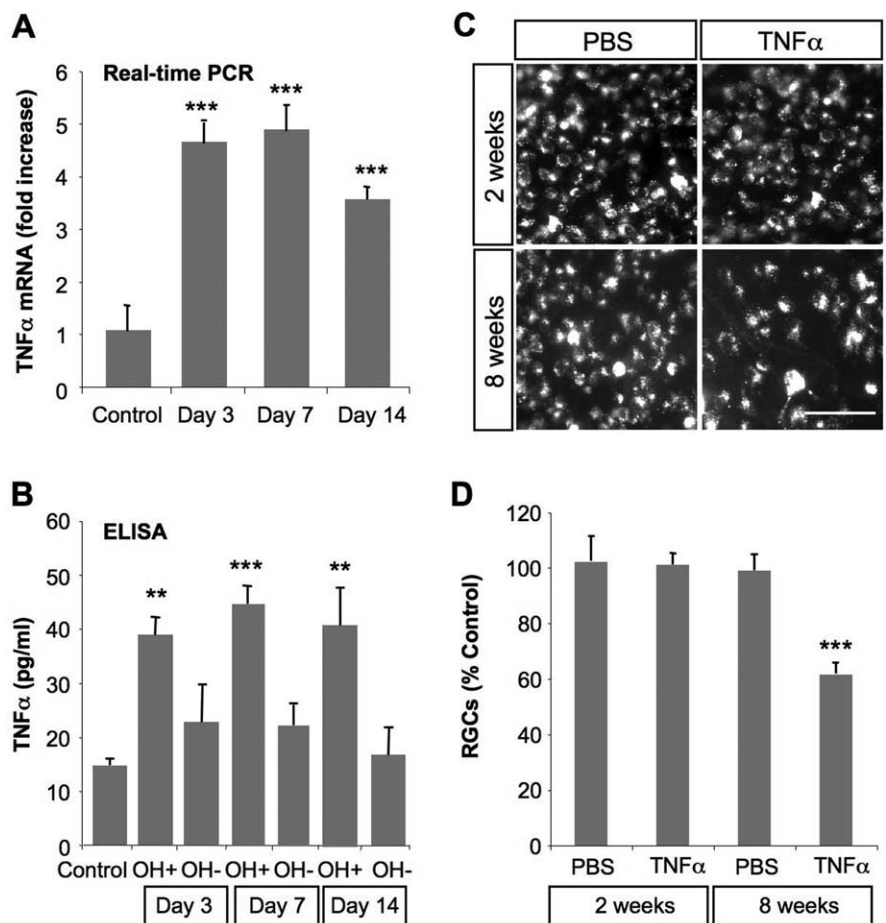 A
Real-time PCR
TNFα mRNA (fold increase)
6
5
4
3
2
1
0
***
***
***
Control Day 3 Day 7 Day 14
B
ELISA
TNFα (pg/ml)
60
50
40
30
20
10
0
**
***
**
Control OH+ OH- OH+ OH- OH+ OH-
Day 3 Day 7 Day 14
C
PBS TNFα
2 weeks
8 weeks
D
RGCs (% Control)
120
100
80
60
40
20
0
***
PBS TNFα PBS TNFα
2 weeks 8 weeks